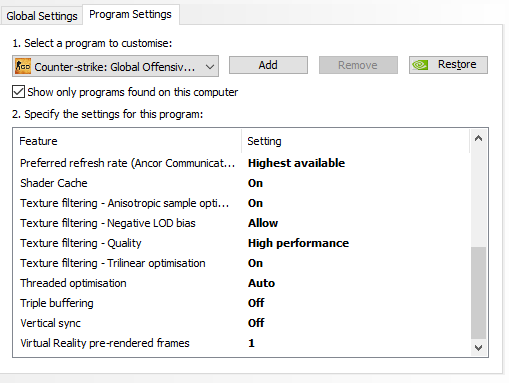 Global Settings Program Settings
1. Select a program to customise:
Counter-strike: Global Offensiv... Add Remove Restore
Show only programs found on this computer
2. Specify the settings for this program:
Feature Setting
Preferred refresh rate (Ancor Communicat... Highest available
Shader Cache On
Texture filtering - Anisotropic sample opti... On
Texture filtering - Negative LOD bias Allow
Texture filtering - Quality High performance
Texture filtering - Trilinear optimisation On
Threaded optimisation Auto
Triple buffering Off
Vertical sync Off
Virtual Reality pre-rendered frames 1